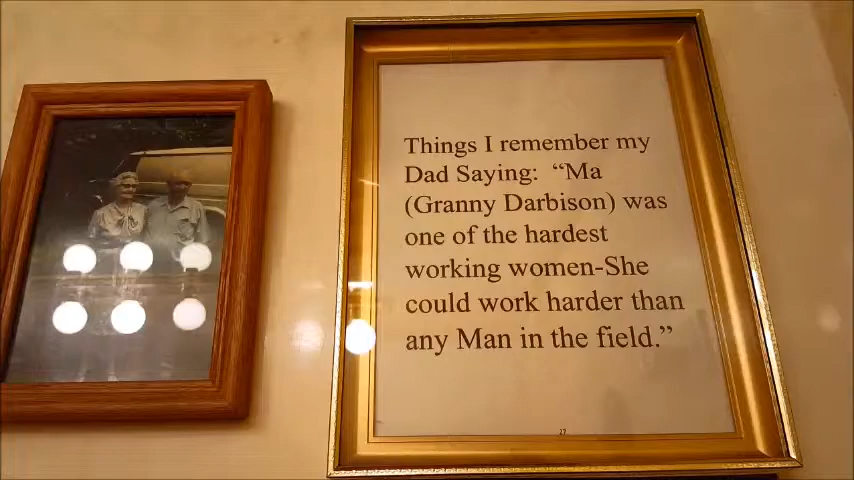 Things I remember my
Dad Saying: “Ma
(Granny Darbison) was
one of the hardest
working women-She
could work harder than
any Man in the field.”
27